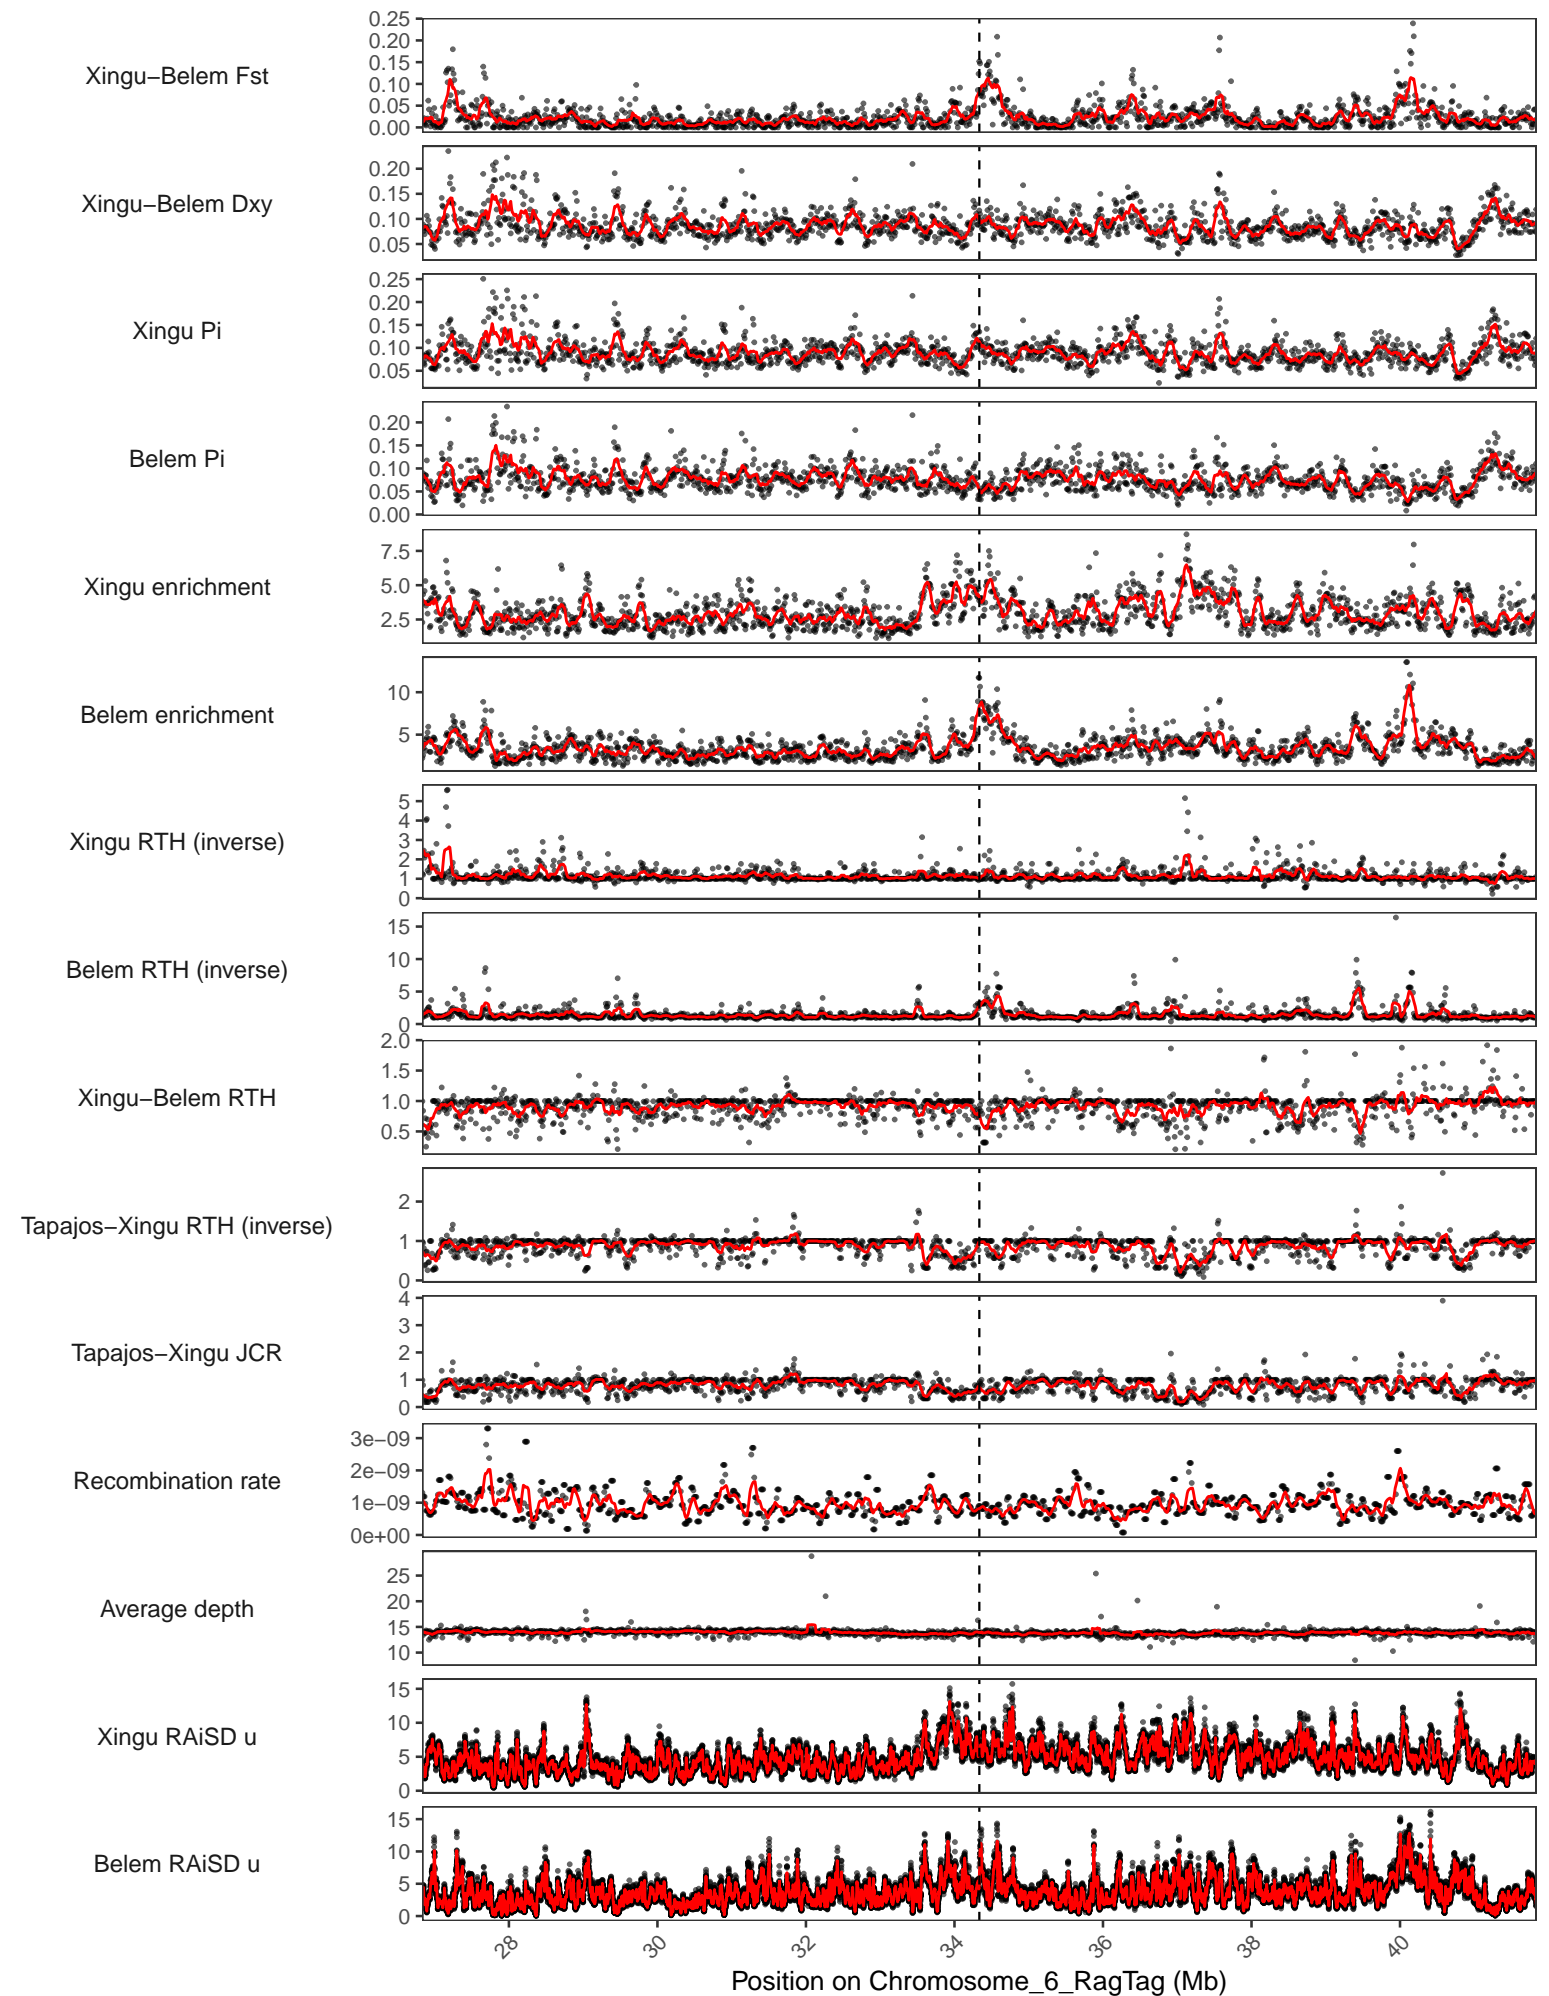 Xingu−Belem Fst
0.25
0.20
0.15
0.10
0.05
0.00
Xingu−Belem Dxy
0.20
0.15
0.10
0.05
Xingu Pi
0.25
0.20
0.15
0.10
0.05
Belem Pi
0.20
0.15
0.10
0.05
0.00
Xingu enrichment
7.5
5.0
2.5
Belem enrichment
10
5
Xingu RTH (inverse)
5
4
3
2
1
0
Belem RTH (inverse)
15
10
5
0
Xingu−Belem RTH
2.0
1.5
1.0
0.5
Tapajos−Xingu RTH (inverse)
2
1
0
Tapajos−Xingu JCR
4
3
2
1
0
Recombination rate
3e−09
2e−09
1e−09
0e+00
Average depth
25
20
15
10
Xingu RAiSD u
15
10
5
0
Belem RAiSD u
15
10
5
0
28 30 32 34 36 38 40
Position on Chromosome_6_RagTag (Mb)